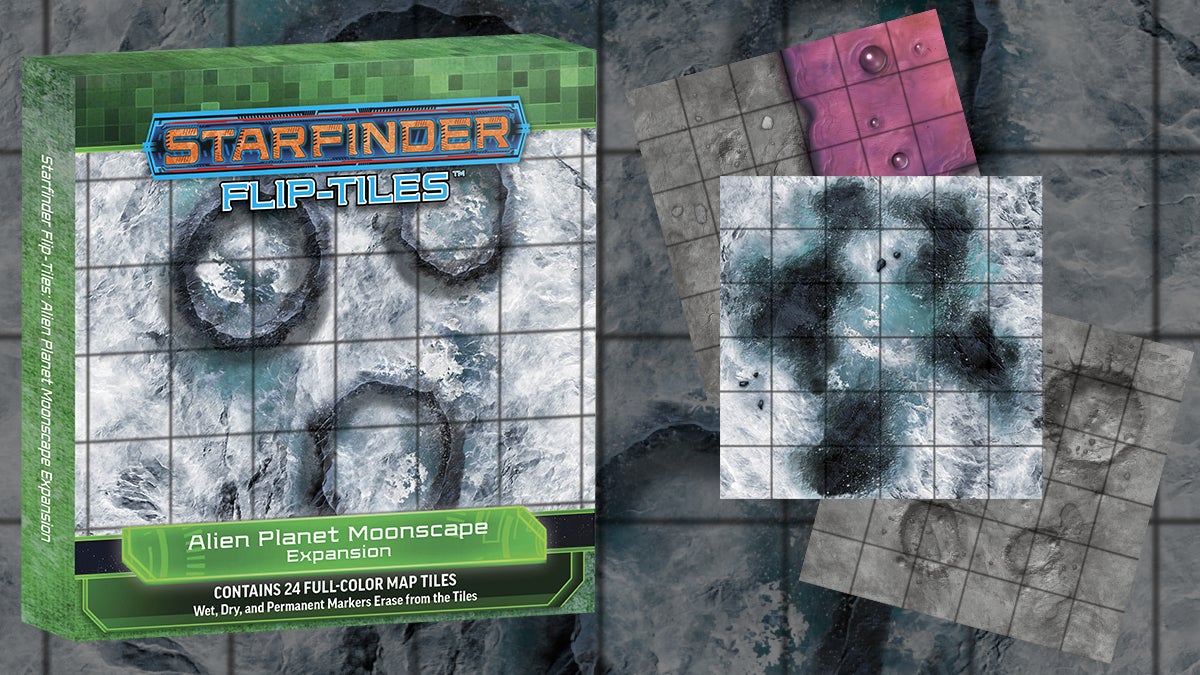 STARFINDER
FLIP-TILES™
Starfinder Flip-Tiles: Alien Planet Moonscape Expansion
Alien Planet Moonscape
Expansion
CONTAINS 24 FULL-COLOR MAP TILES
Wet, Dry, and Permanent Markers Erase from the Tiles